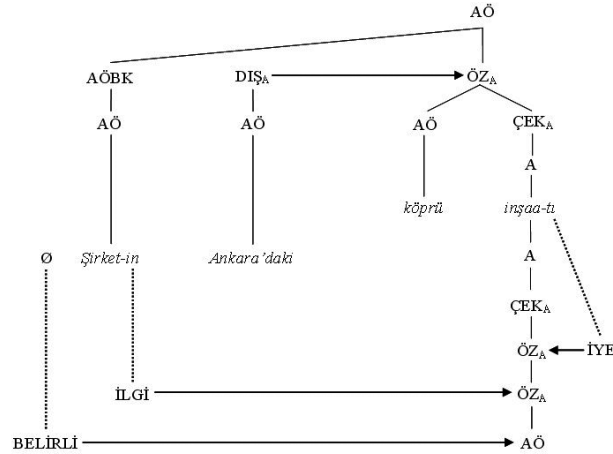 AÖ
AÖBK DIŞA ÖZA
AÖ AÖ AÖ ÇEKA
A
köprü inşaa-tı
Ø Şirket-in Ankara'daki A
ÇEKA
ÖZA İYE
İLGİ ÖZA
BELİRLİ AÖ